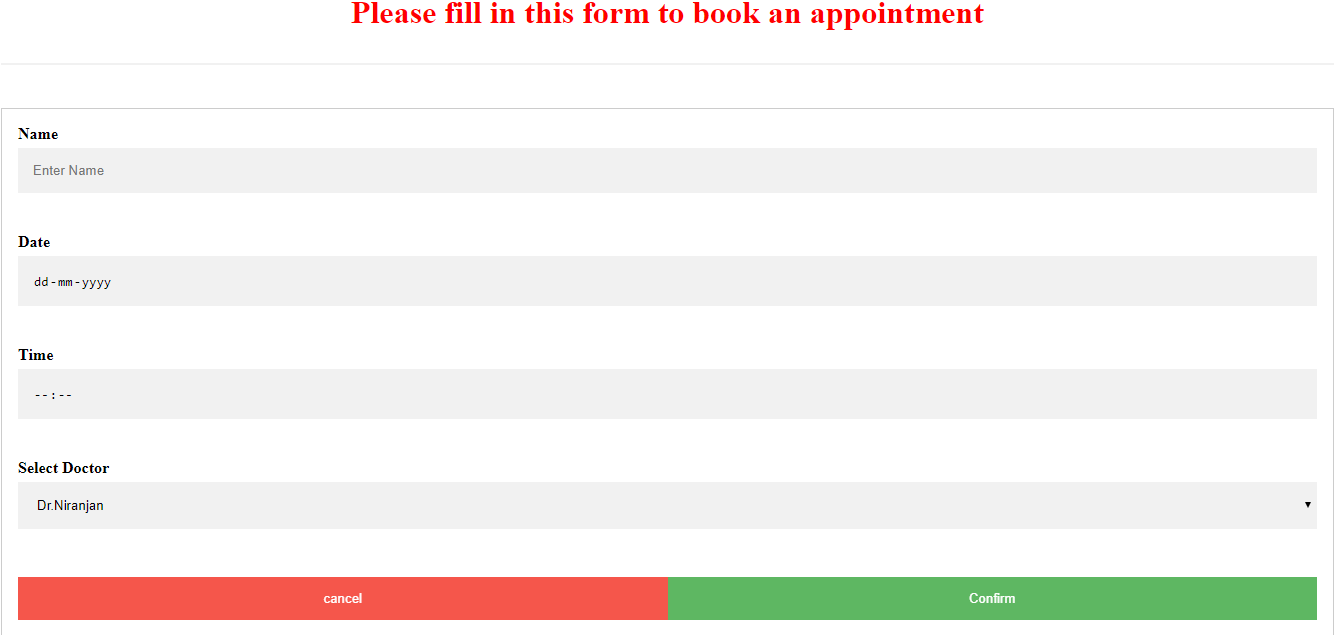 Please fill in this form to book an appointment
Name
Enter Name
Date
dd-mm-yyyy
Time
--:--
Select Doctor
Dr.Niranjan
cancel Confirm